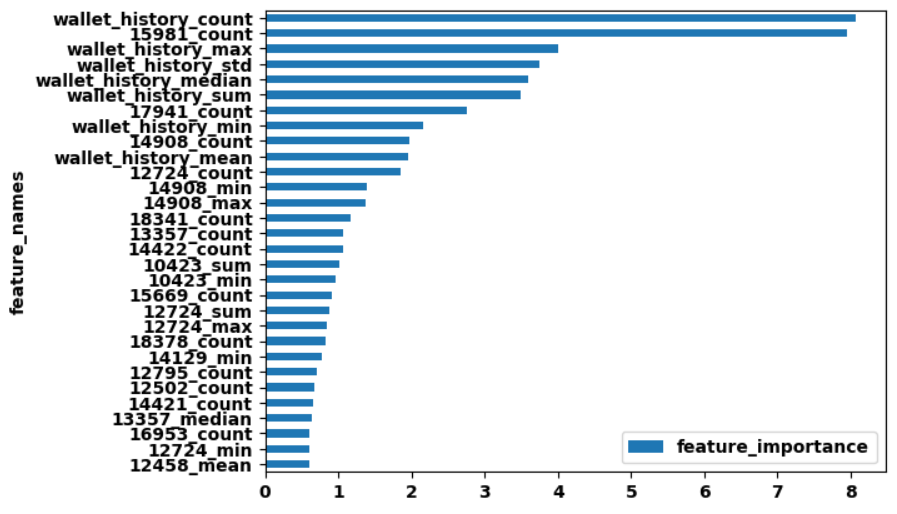 wallet_history_count
15981_count
wallet_history_max
wallet_history_std
wallet_history_median
wallet_history_sum
17941_count
wallet_history_min
14908_count
wallet_history_mean
12724_count
14908_min
14908_max
18341_count
13357_count
14422_count
10423_sum
10423_min
15669_count
12724_sum
12724_max
18378_count
14129_min
12795_count
12502_count
14421_count
13357_median
16953_count
12724_min
12458_mean
feature_names
feature_importance
0 1 2 3 4 5 6 7 8